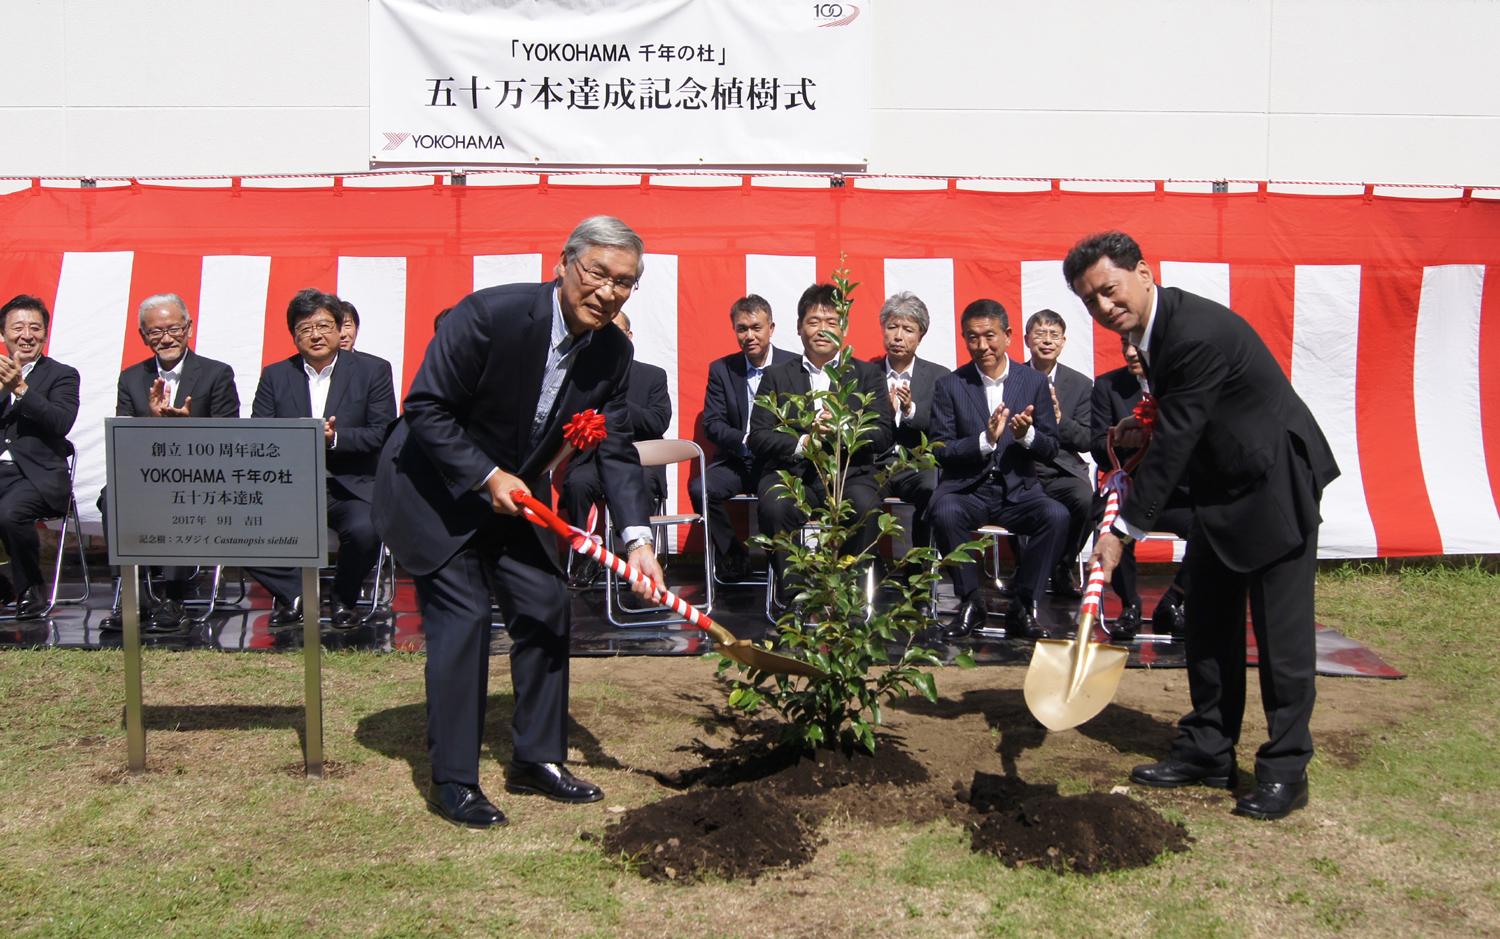 100
「YOKOHAMA 千年の杜」
五十万本達成記念植樹式
YOKOHAMA
創立100周年記念
YOKOHAMA 千年の杜
五十万本達成
2017年 9月 吉日
記念樹：スダジイ Castanopsis siebldii